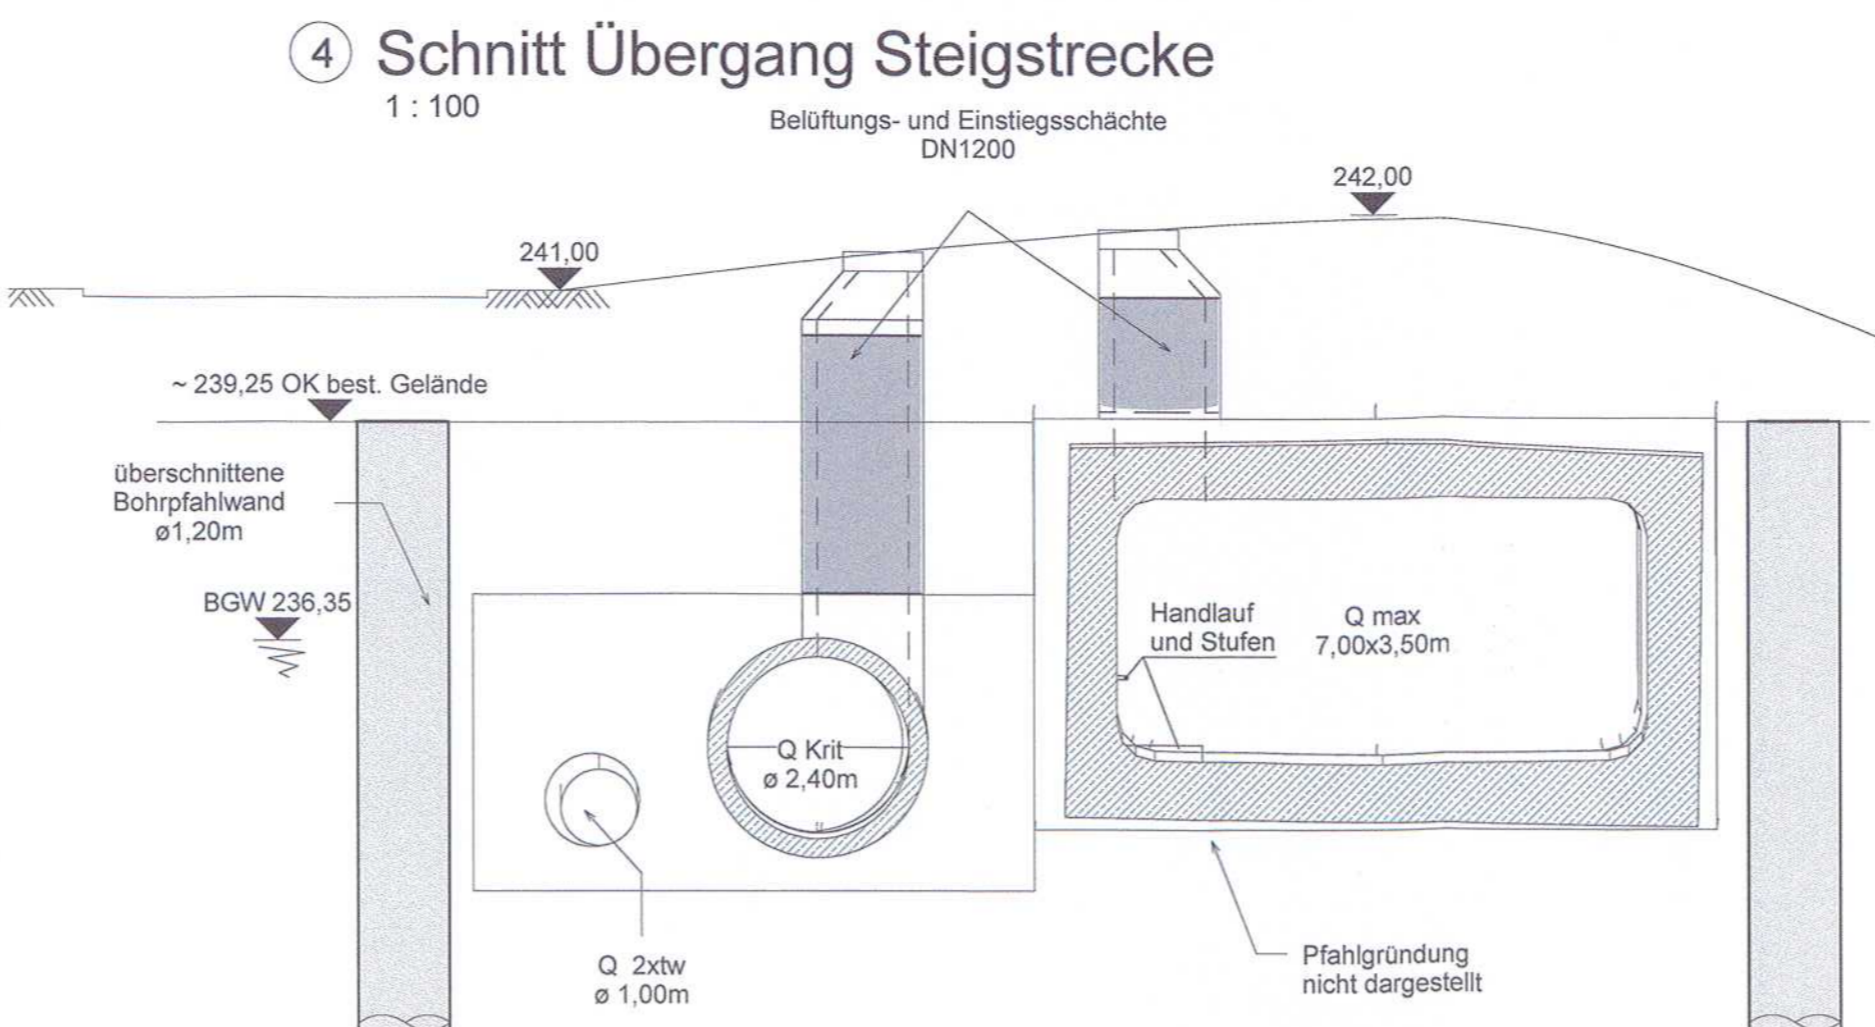 4 Schnitt Übergang Steigstrecke
1 : 100
Belüftungs- und Einstiegsschächte
DN1200
242,00
241,00
~ 239,25 OK best. Gelände
überschnittene
Bohrpfahlwand
ø1,20m
BGW 236,35
Handlauf
und Stufen
Q max
7,00x3,50m
Q Krit
ø 2,40m
Q 2xtw
ø 1,00m
Pfahlgründung
nicht dargestellt